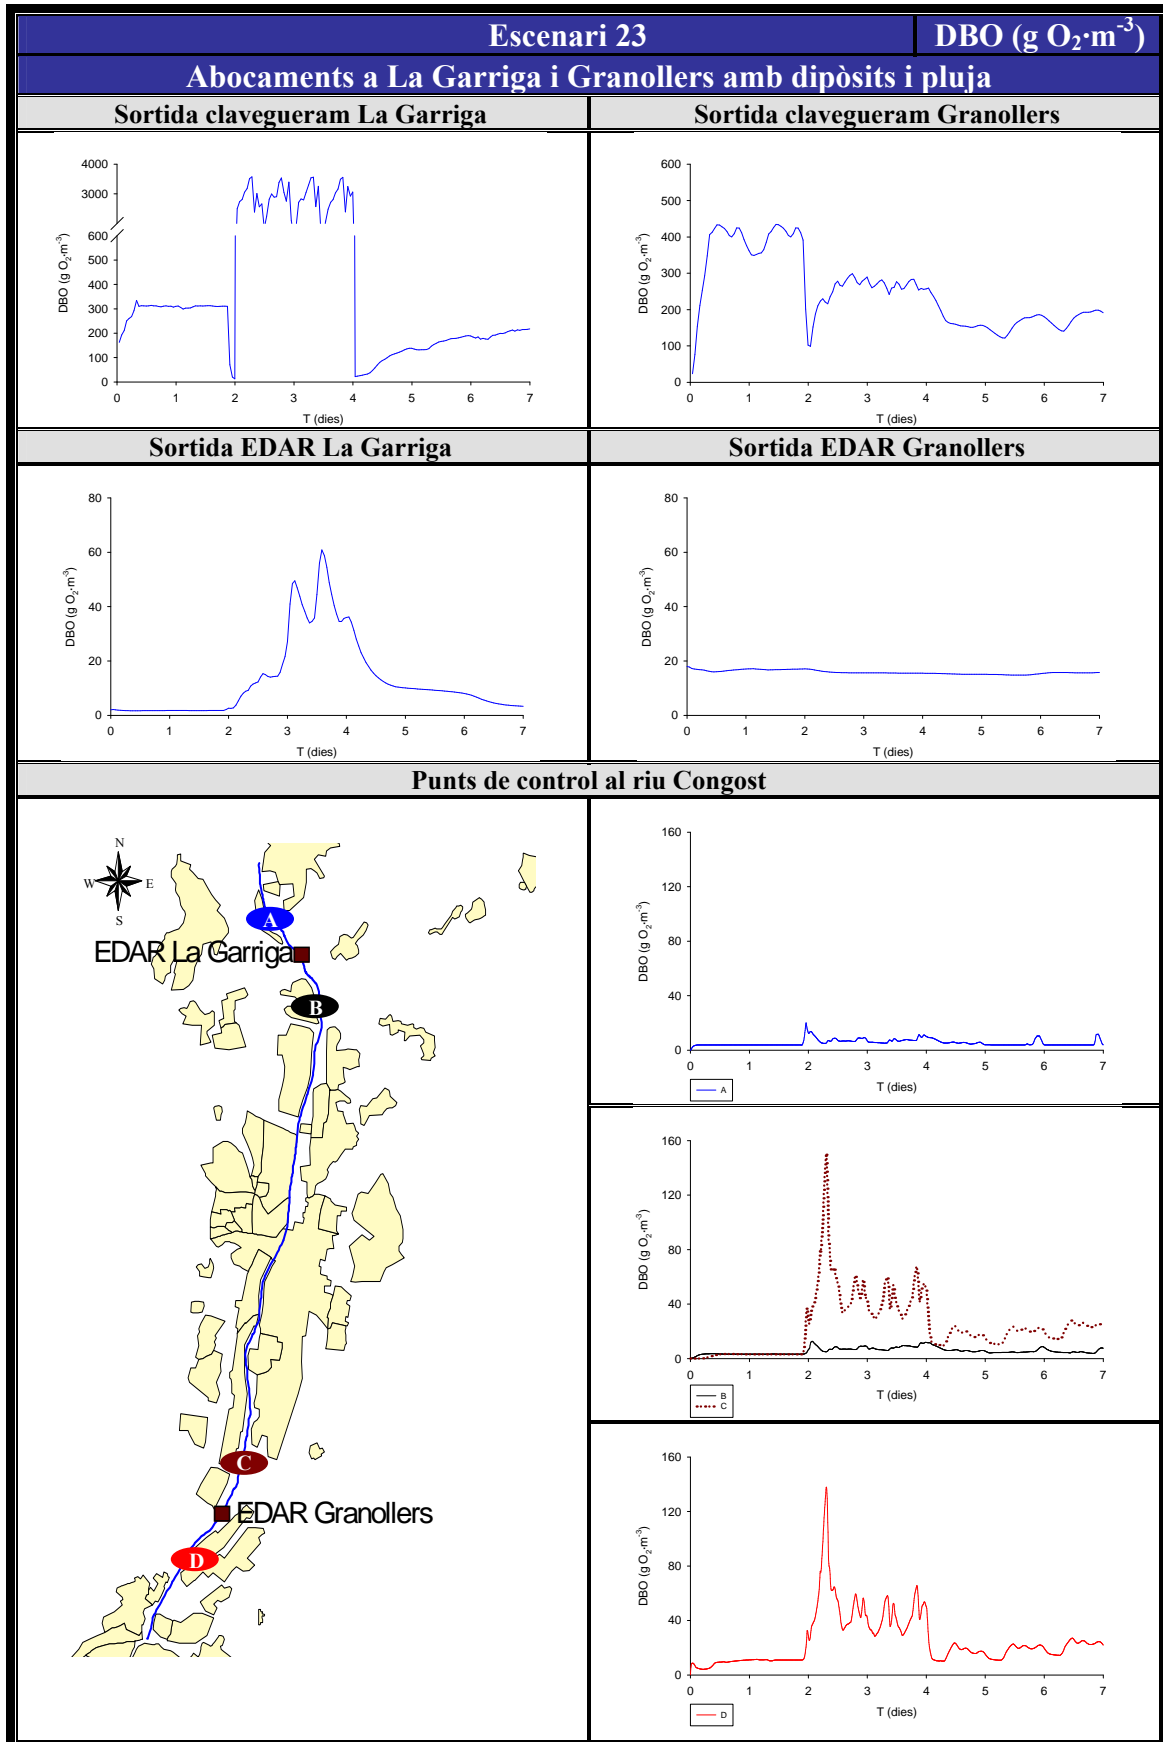 Escenari 23
DBO (g O₂·m⁻³)
Abocaments a La Garriga i Granollers amb dipòsits i pluja
Sortida clavegueram La Garriga
Sortida clavegueram Granollers
4000
3000
600
500
400
300
200
100
0
DBO (g O₂·m⁻³)
0 1 2 3 4 5 6 7
T (dies)
600
500
400
300
200
100
0
DBO (g O₂·m⁻³)
0 1 2 3 4 5 6 7
T (dies)
Sortida EDAR La Garriga
Sortida EDAR Granollers
80
60
40
20
0
DBO (g O₂·m⁻³)
0 1 2 3 4 5 6 7
T (dies)
80
60
40
20
0
DBO (g O₂·m⁻³)
0 1 2 3 4 5 6 7
T (dies)
Punts de control al riu Congost
N
W E
S
A
EDAR La Garriga
B
C
EDAR Granollers
D
160
120
80
40
0
DBO (g O₂·m⁻³)
0 1 2 3 4 5 6 7
T (dies)
A
160
120
80
40
0
DBO (g O₂·m⁻³)
0 1 2 3 4 5 6 7
T (dies)
B
C
160
120
80
40
0
DBO (g O₂·m⁻³)
0 1 2 3 4 5 6 7
T (dies)
D